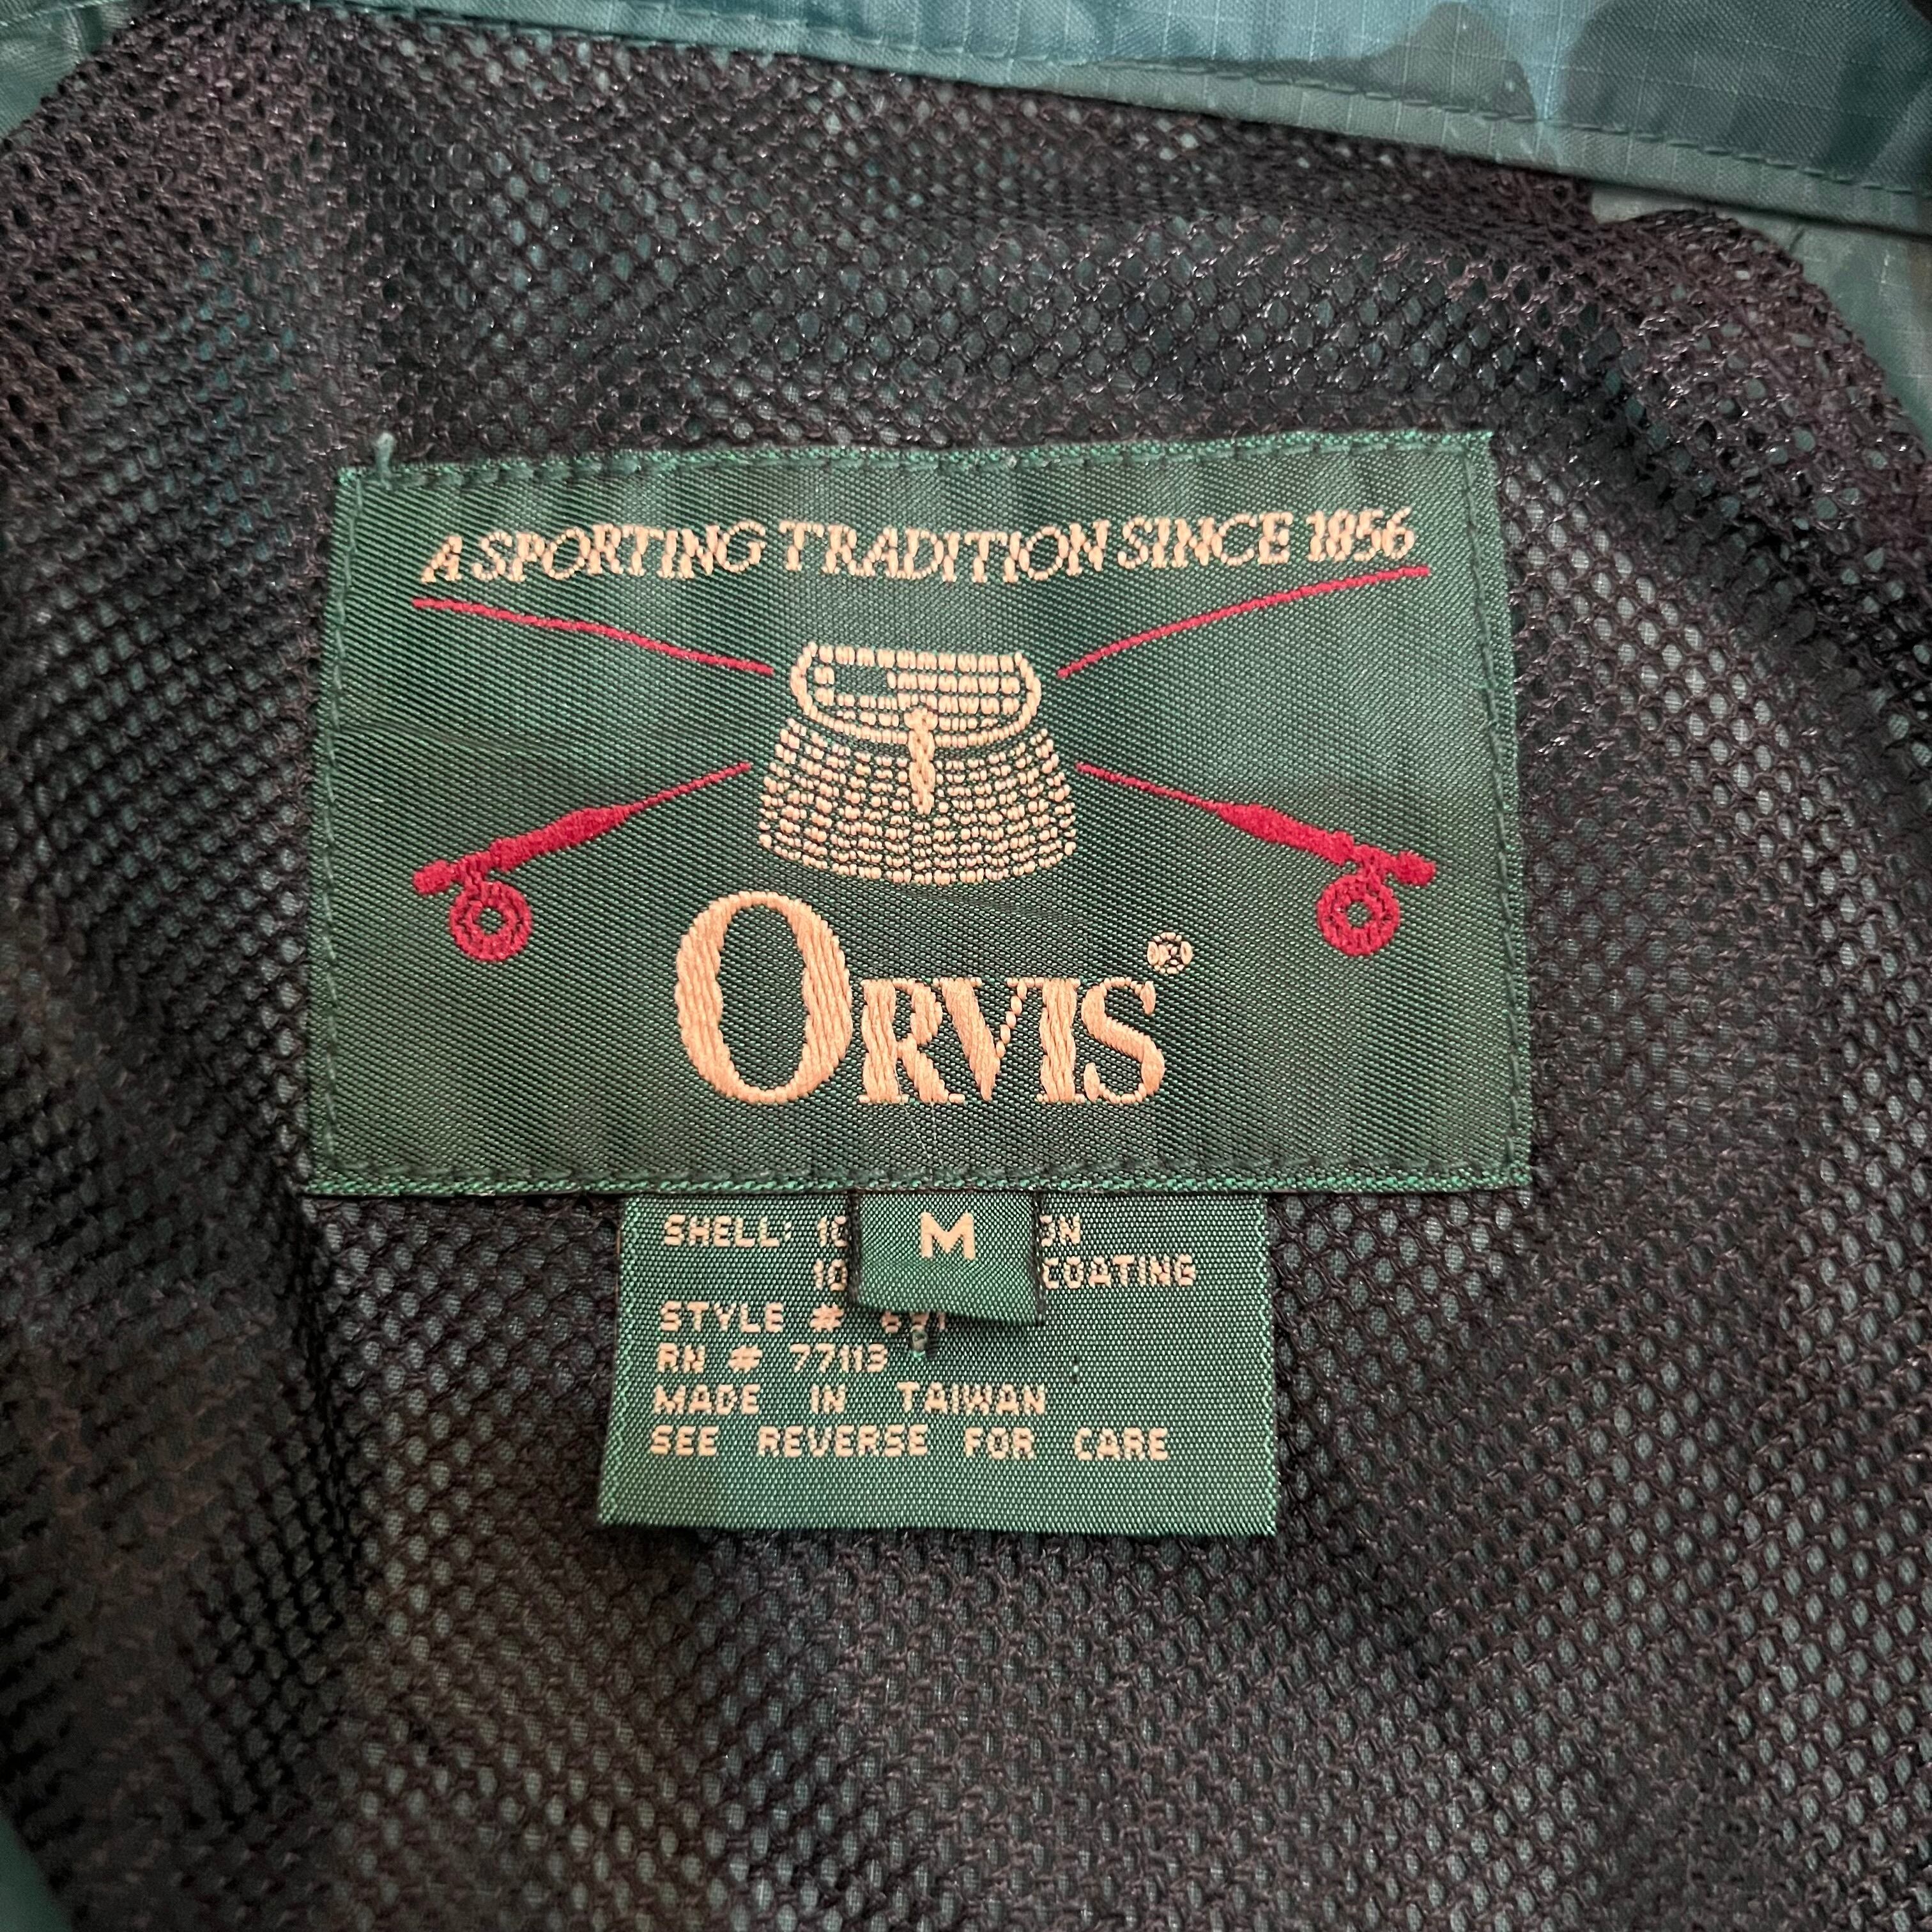 A SPORTING TRADITION SINCE 1856
ORVIS®
M
SHELL:
COATING
STYLE #
RN # 77113
MADE IN TAIWAN
SEE REVERSE FOR CARE